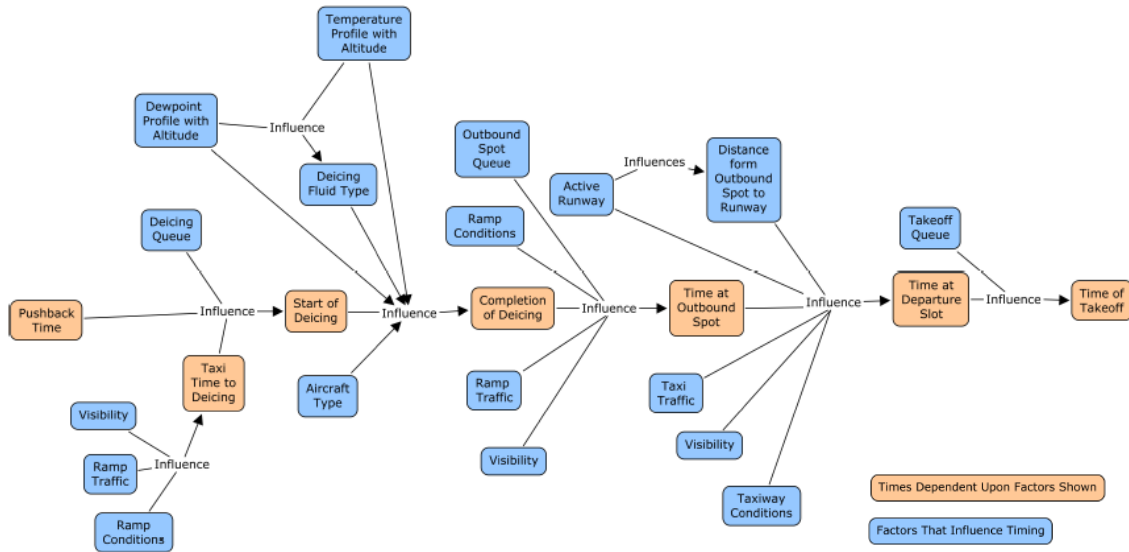 Temperature
Profile with
Altitude
Dewpoint
Profile with
Altitude
Influence
Deicing
Fluid Type
Outbound
Spot
Queue
Influences
Distance
form
Outbound
Spot to
Runway
Active
Runway
Deicing
Queue
Ramp
Conditions
Takeoff
Queue
Pushback
Time
Influence
Start of
Deicing
Influence
Completion
of Deicing
Influence
Time at
Outbound
Spot
Influence
Time at
Departure
Slot
Influence
Time of
Takeoff
Taxi
Time to
Deicing
Aircraft
Type
Ramp
Traffic
Taxi
Traffic
Visibility
Visibility
Visibility
Influence
Ramp
Traffic
Ramp
Conditions
Taxiway
Conditions
Times Dependent Upon Factors Shown
Factors That Influence Timing